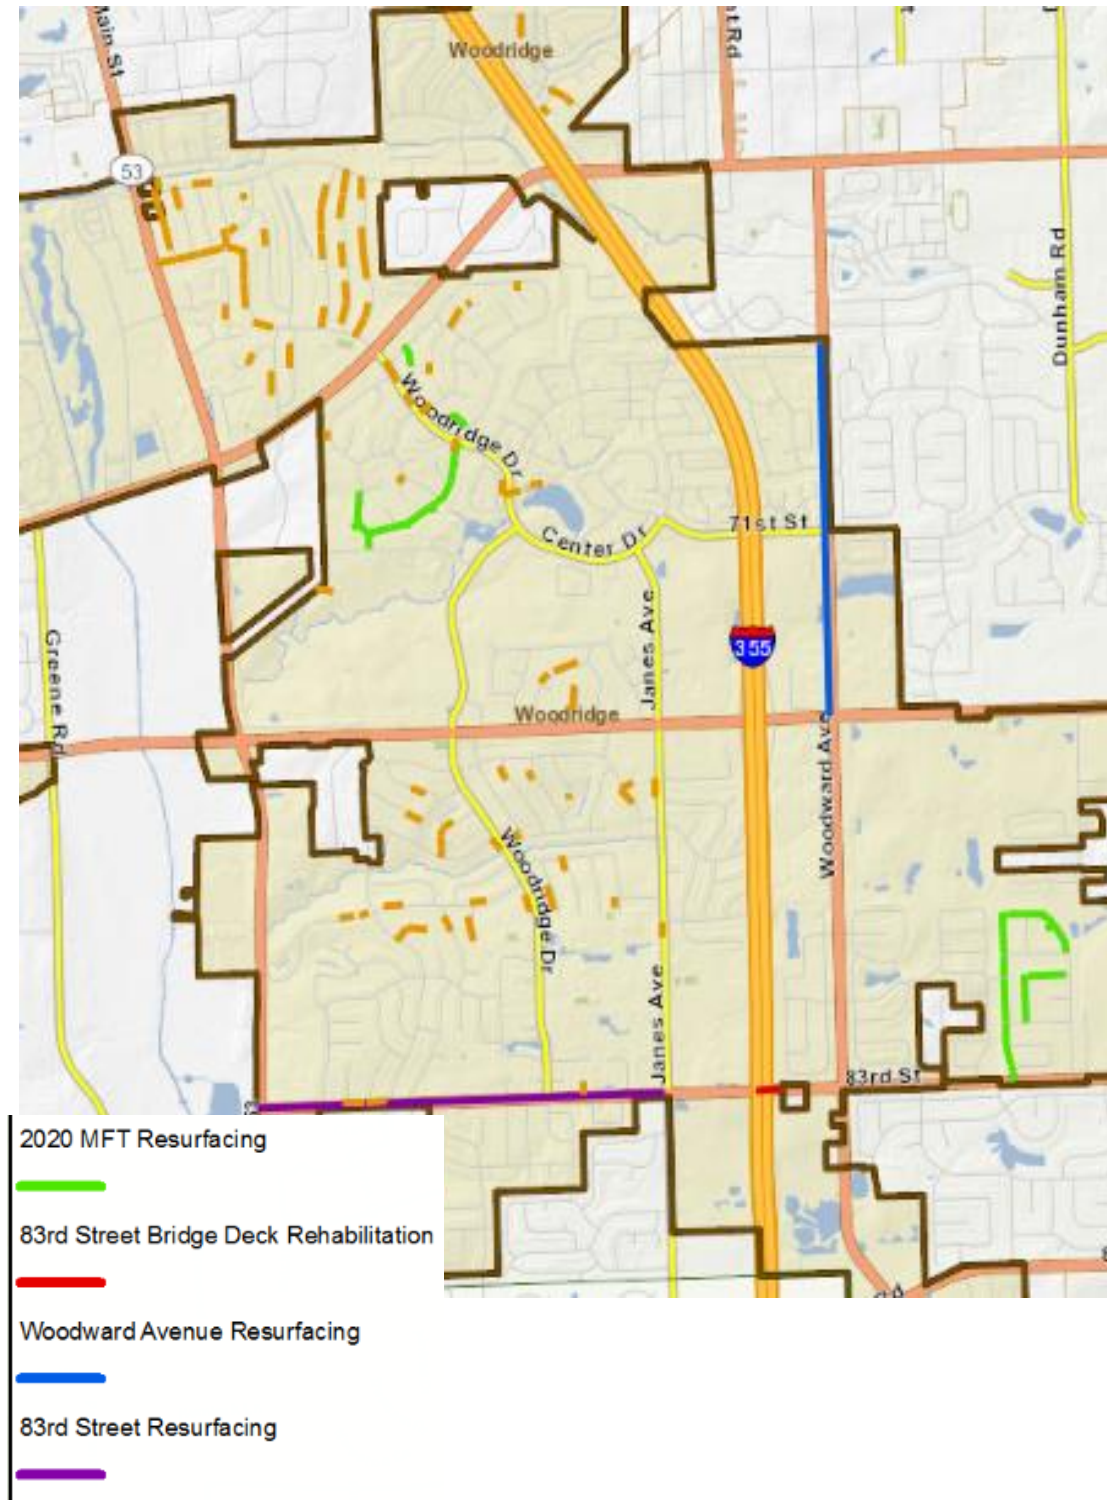 Main St
Woodridge
53
Dunham Rd
Woodridge Dr
71st St
Center Dr
Janes Ave
355
Greene Rd
Woodridge
Woodward Ave
Woodridge Dr
Janes Ave
83rd St
2020 MFT Resurfacing
83rd Street Bridge Deck Rehabilitation
Woodward Avenue Resurfacing
83rd Street Resurfacing